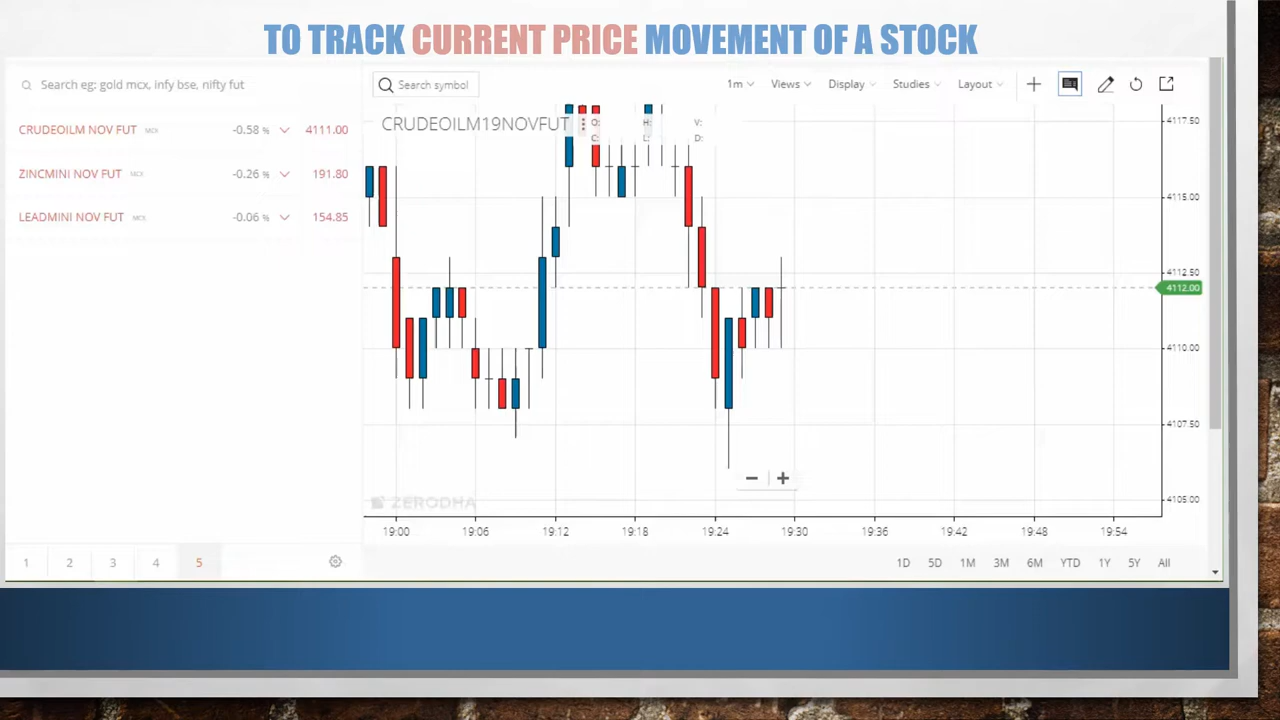 TO TRACK CURRENT PRICE MOVEMENT OF A STOCK
Search eg: gold mcx, infy bse, nifty fut
Search symbol
1m Views Display Studies Layout
CRUDEOILM NOV FUT MCX -0.58 % 4111.00
ZINCMINI NOV FUT MCX -0.26 % 191.80
LEADMINI NOV FUT MCX -0.06 % 154.85
CRUDEOILM19NOVFUT
O: H: V:
C: L: D:
4117.50
4115.00
4112.50
4112.00
4110.00
4107.50
4105.00
ZERODHA
19:00 19:06 19:12 19:18 19:24 19:30 19:36 19:42 19:48 19:54
1 2 3 4 5
1D 5D 1M 3M 6M YTD 1Y 5Y All